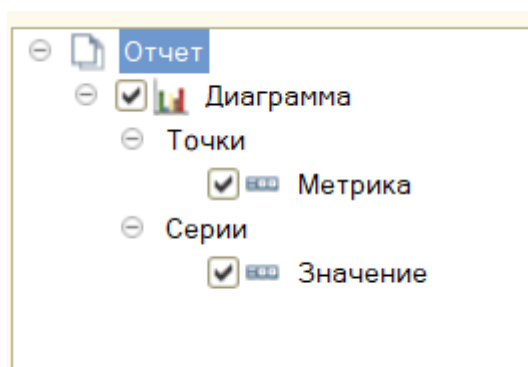 Отчет
Диаграмма
Точки
Метрика
Серии
Значение